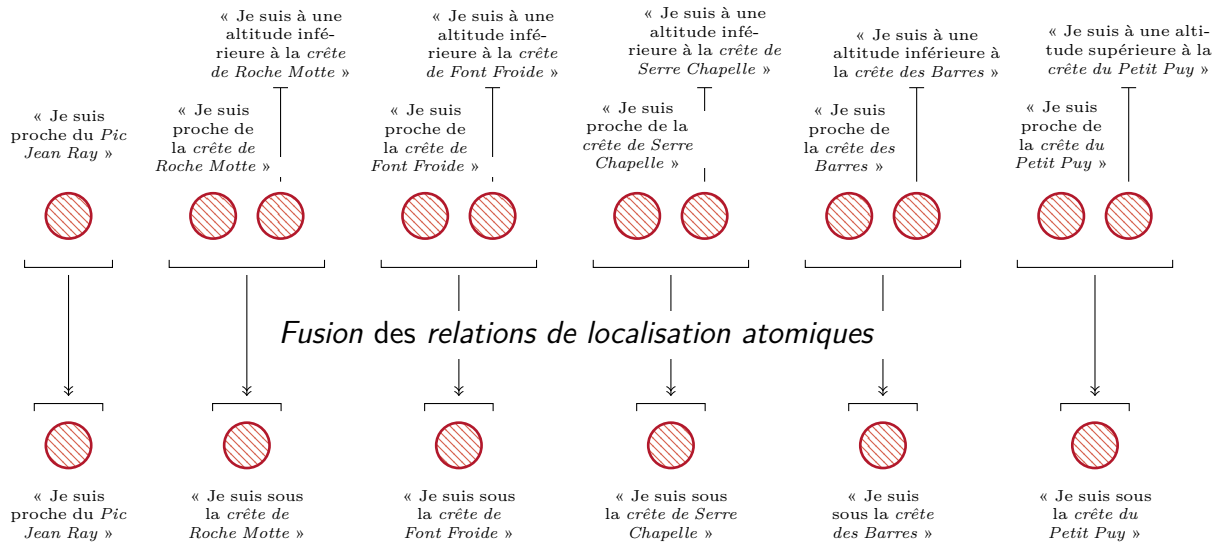 « Je suis à une
altitude infé-
rieure à la crête
de Roche Motte »
« Je suis à une
altitude infé-
rieure à la crête
de Font Froide »
« Je suis à une
altitude infé-
rieure à la crête de
Serre Chapelle »
« Je suis à une
altitude inférieure à
la crête des Barres »
« Je suis à une alti-
tude supérieure à la
crête du Petit Puy »
« Je suis
proche du Pic
Jean Ray »
« Je suis
proche de
la crête de
Roche Motte »
« Je suis
proche de
la crête de
Font Froide »
« Je suis
proche de la
crête de Serre
Chapelle »
« Je suis
proche de
la crête des
Barres »
« Je suis
proche de
la crête du
Petit Puy »
Fusion des relations de localisation atomiques
« Je suis
proche du Pic
Jean Ray »
« Je suis sous
la crête de
Roche Motte »
« Je suis sous
la crête de
Font Froide »
« Je suis sous
la crête de Serre
Chapelle »
« Je suis
sous la crête
des Barres »
« Je suis sous
la crête du
Petit Puy »